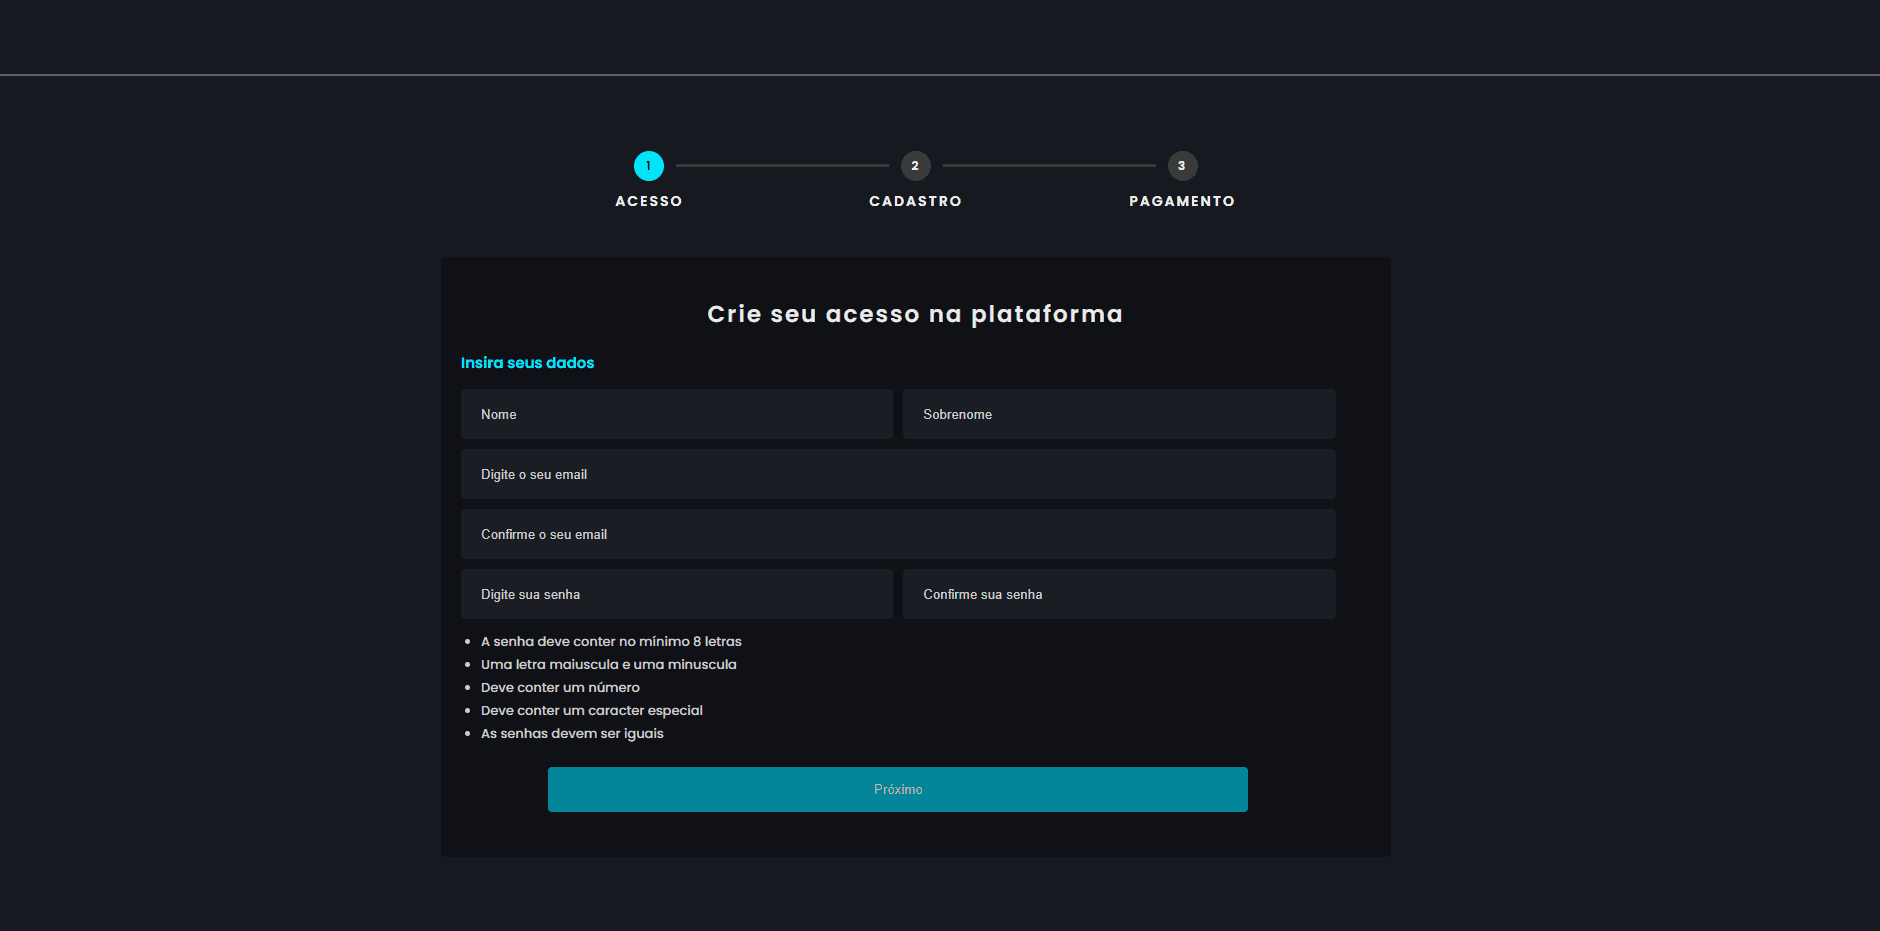 1 2 3
ACESSO CADASTRO PAGAMENTO
Crie seu acesso na plataforma
Insira seus dados
Nome Sobrenome
Digite o seu email
Confirme o seu email
Digite sua senha Confirme sua senha
A senha deve conter no mínimo 8 letras
Uma letra maiuscula e uma minuscula
Deve conter um número
Deve conter um caracter especial
As senhas devem ser iguais
Próximo